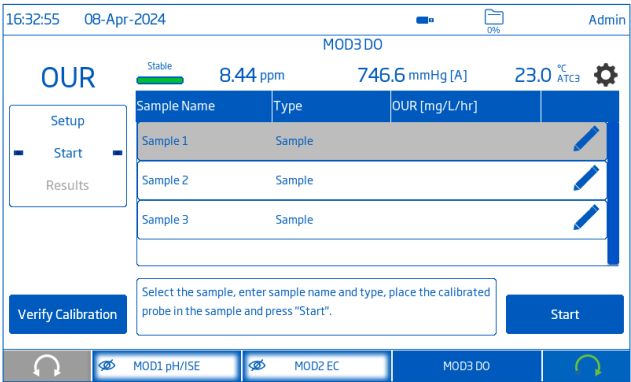 16:32:55 08-Apr-2024 0% Admin
MOD3 DO
OUR Stable 8.44 ppm 746.6 mmHg [A] 23.0 °C ATC3
Sample Name Type OUR [mg/L/hr]
Setup
Start
Results
Sample 1 Sample
Sample 2 Sample
Sample 3 Sample
Select the sample, enter sample name and type, place the calibrated
probe in the sample and press "Start".
Verify Calibration
Start
MOD1 pH/ISE MOD2 EC MOD3 DO